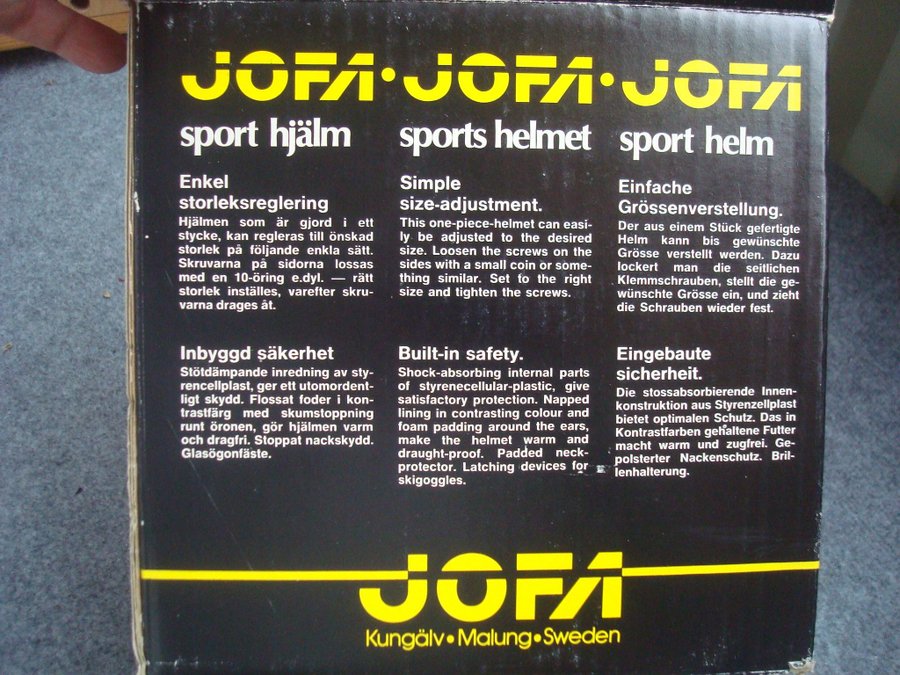 JOFA•JOFA•JOFA
sport hjälm
Enkel
storleksreglering
Hjälmen som är gjord i ett
stycke, kan regleras till önskad
storlek på följande enkla sätt.
Skruvarna på sidorna lossas
med en 10-öring e.dyl. — rätt
storlek inställes, varefter skru-
varna drages åt.
Inbyggd säkerhet
Stötdämpande inredning av sty-
rencellplast, ger ett utomordent-
ligt skydd. Flossat foder i kon-
trastfärg med skumstoppning
runt öronen, gör hjälmen varm
och dragfri. Stoppat nackskydd.
Glasögonfäste.
sports helmet
Simple
size-adjustment.
This one-piece-helmet can easi-
ly be adjusted to the desired
size. Loosen the screws on the
sides with a small coin or some-
thing similar. Set to the right
size and tighten the screws.
Built-in safety.
Shock-absorbing internal parts
of styrenecellular-plastic, give
satisfactory protection. Napped
lining in contrasting colour and
foam padding around the ears,
make the helmet warm and
draught-proof. Padded neck-
protector. Latching devices for
skigoggles.
sport helm
Einfache
Grössenverstellung.
Der aus einem Stück gefertigte
Helm kann bis gewünschte
Grösse verstellt werden. Dazu
lockert man die seitlichen
Klemmschrauben, stellt die ge-
wünschte Grösse ein, und zieht
die Schrauben wieder fest.
Eingebaute
sicherheit.
Die stossabsorbierende Innen-
konstruktion aus Styrenzellplast
bietet optimalen Schutz. Das in
Kontrastfarben gehaltene Futter
macht warm und zugfrei. Ge-
polsterter Nackenschutz. Bril-
lenhalterung.
JOFA
Kungälv•Malung•Sweden